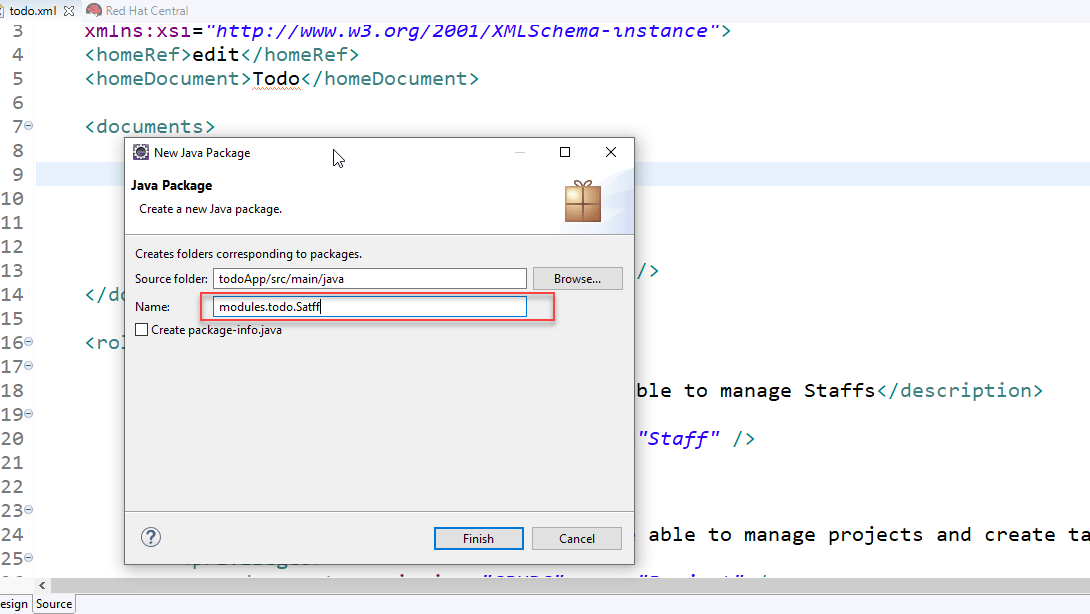 todo.xml Red Hat Central
3 xmlns:xsi="http://www.w3.org/2001/XMLSchema-instance">
4 <homeRef>edit</homeRef>
5 <homeDocument>Todo</homeDocument>
6
7 <documents>
8
9
10
11
12
13 />
14 </do
15
16 <rol
17
18 ble to manage Staffs</description>
19
20 "Staff" />
21
22
23
24 able to manage projects and create ta
25
New Java Package
Java Package
Create a new Java package.
Creates folders corresponding to packages.
Source folder: todoApp/src/main/java Browse...
Name: modules.todo.Satff
Create package-info.java
? Finish Cancel
esign Source